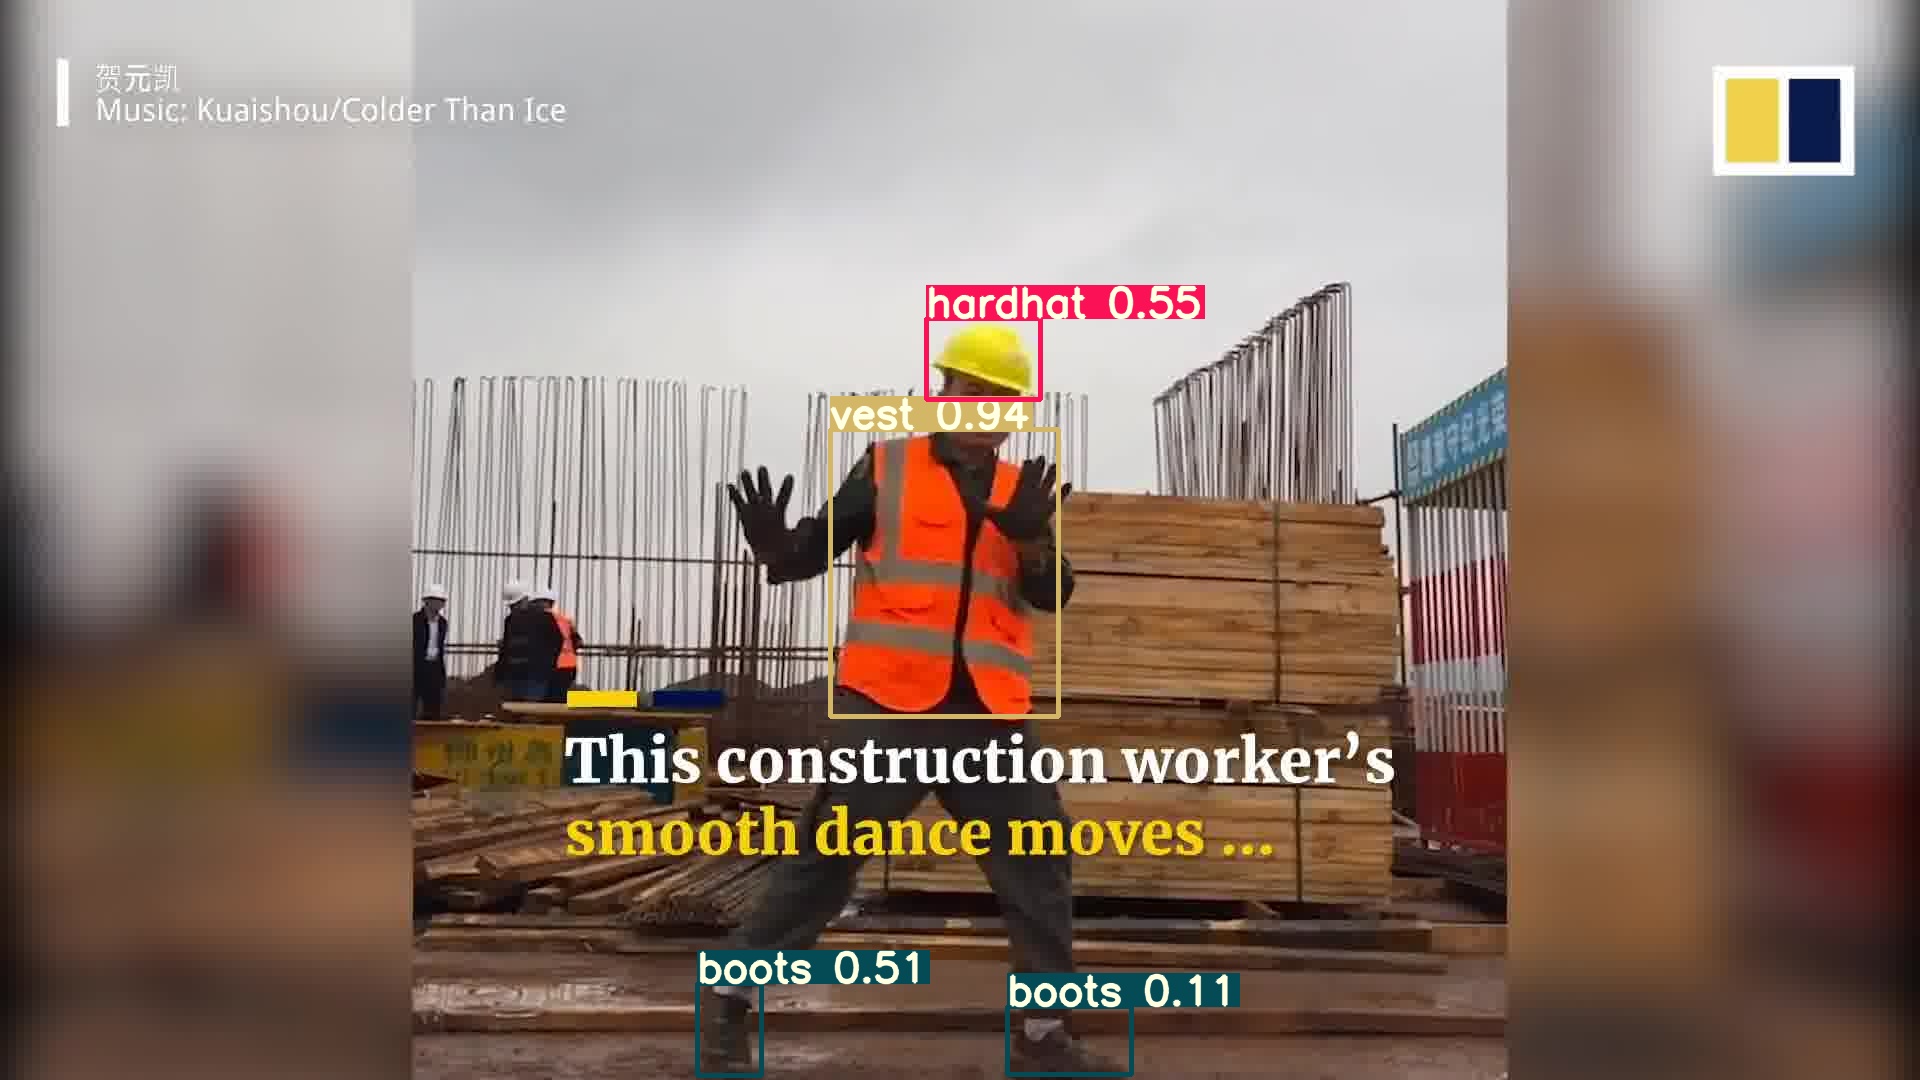 贺元凯
Music: Kuaishou/Colder Than Ice
hardhat 0.55
vest 0.94
This construction worker's
smooth dance moves ...
boots 0.51
boots 0.11